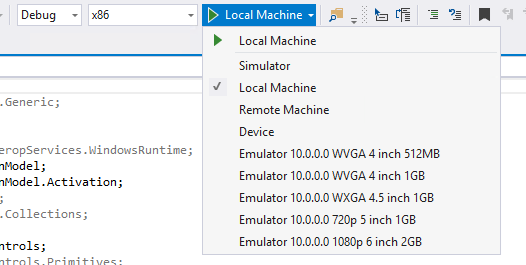 Debug x86 Local Machine
Local Machine
Simulator
Local Machine
Remote Machine
Device
Emulator 10.0.0.0 WVGA 4 inch 512MB
Emulator 10.0.0.0 WVGA 4 inch 1GB
Emulator 10.0.0.0 WXGA 4.5 inch 1GB
Emulator 10.0.0.0 720p 5 inch 1GB
Emulator 10.0.0.0 1080p 6 inch 2GB
.Generic;
eropServices.WindowsRuntime;
nModel;
nModel.Activation;
;
.Collections;
ntrols;
ntrols.Primitives;